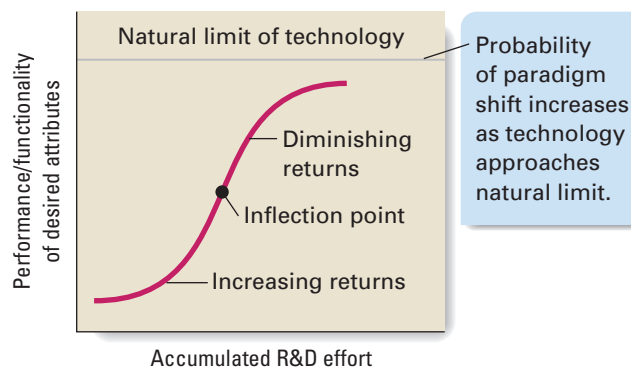 Natural limit of technology
Probability
of paradigm
shift increases
as technology
approaches
natural limit.
Performance/functionality
of desired attributes
Diminishing
returns
Inflection point
Increasing returns
Accumulated R&D effort